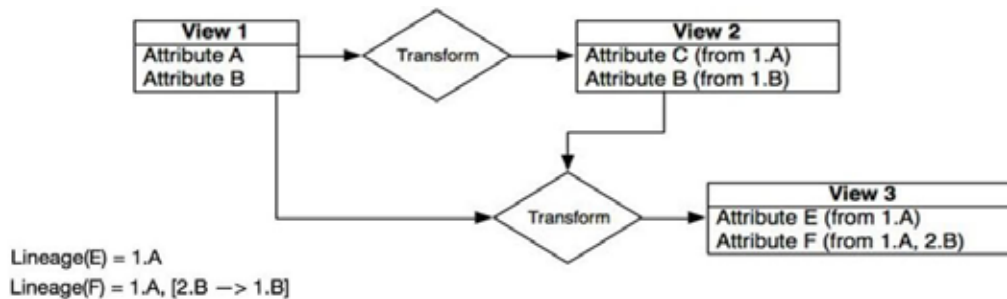 View 1
Attribute A
Attribute B
Transform
View 2
Attribute C (from 1.A)
Attribute B (from 1.B)
Transform
View 3
Attribute E (from 1.A)
Attribute F (from 1.A, 2.B)
Lineage(E) = 1.A
Lineage(F) = 1.A, [2.B —> 1.B]